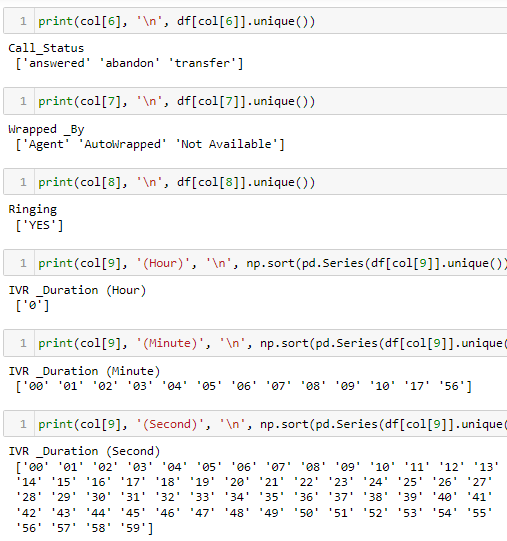 1 print(col[6], '\n', df[col[6]].unique())
Call_Status
['answered' 'abandon' 'transfer']
1 print(col[7], '\n', df[col[7]].unique())
Wrapped _By
['Agent' 'AutoWrapped' 'Not Available']
1 print(col[8], '\n', df[col[8]].unique())
Ringing
['YES']
1 print(col[9], '(Hour)', '\n', np.sort(pd.Series(df[col[9]].unique())
IVR _Duration (Hour)
['0']
1 print(col[9], '(Minute)', '\n', np.sort(pd.Series(df[col[9]].unique(
IVR _Duration (Minute)
['00' '01' '02' '03' '04' '05' '06' '07' '08' '09' '10' '17' '56']
1 print(col[9], '(Second)', '\n', np.sort(pd.Series(df[col[9]].unique(
IVR _Duration (Second)
['00' '01' '02' '03' '04' '05' '06' '07' '08' '09' '10' '11' '12' '13'
'14' '15' '16' '17' '18' '19' '20' '21' '22' '23' '24' '25' '26' '27'
'28' '29' '30' '31' '32' '33' '34' '35' '36' '37' '38' '39' '40' '41'
'42' '43' '44' '45' '46' '47' '48' '49' '50' '51' '52' '53' '54' '55'
'56' '57' '58' '59']